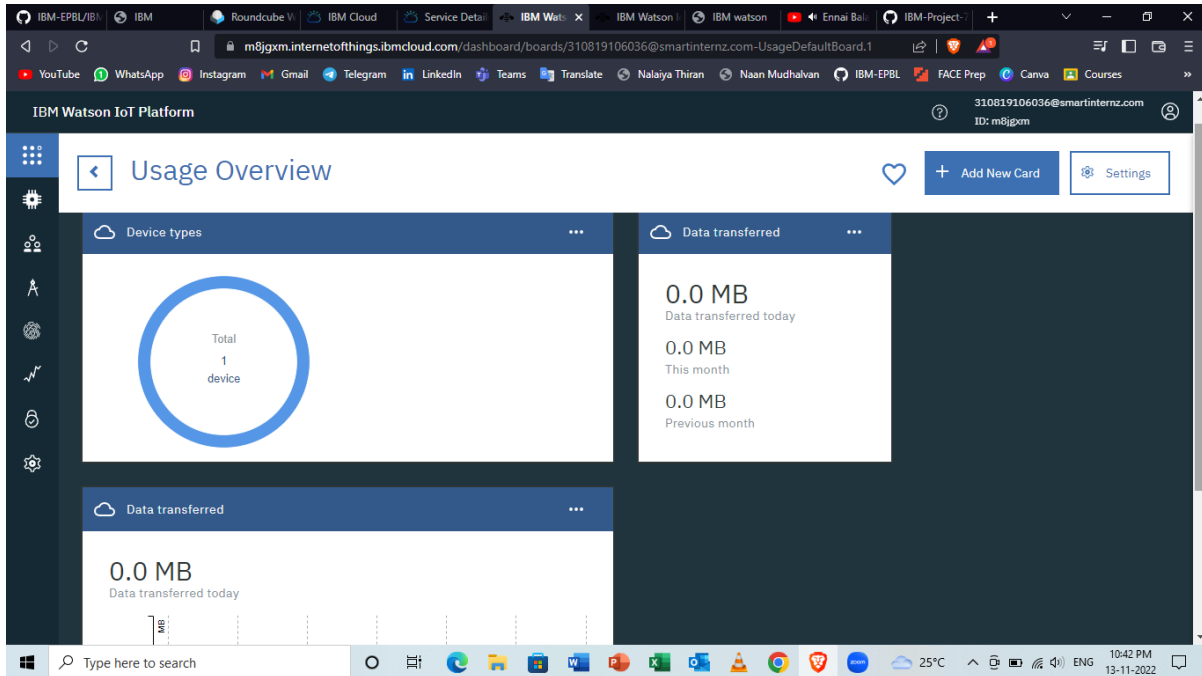 IBM-EPBL/IBM
IBM
Roundcube W
IBM Cloud
Service Detail
IBM Wats
IBM Watson I
IBM watson
Ennai Bala
IBM-Project-7
m8jgxm.internetofthings.ibmcloud.com/dashboard/boards/310819106036@smartinternz.com-UsageDefaultBoard.1
YouTube WhatsApp Instagram Gmail Telegram LinkedIn Teams Translate Nalaiya Thiran Naan Mudhalvan IBM-EPBL FACE Prep Canva Courses »
IBM Watson IoT Platform
310819106036@smartinternz.com
ID: m8jgxm
Usage Overview
+ Add New Card
Settings
Device types
Total
1
device
Data transferred
0.0 MB
Data transferred today
0.0 MB
This month
0.0 MB
Previous month
Data transferred
0.0 MB
Data transferred today
MB
Type here to search
zoom
25°C
ENG
10:42 PM
13-11-2022